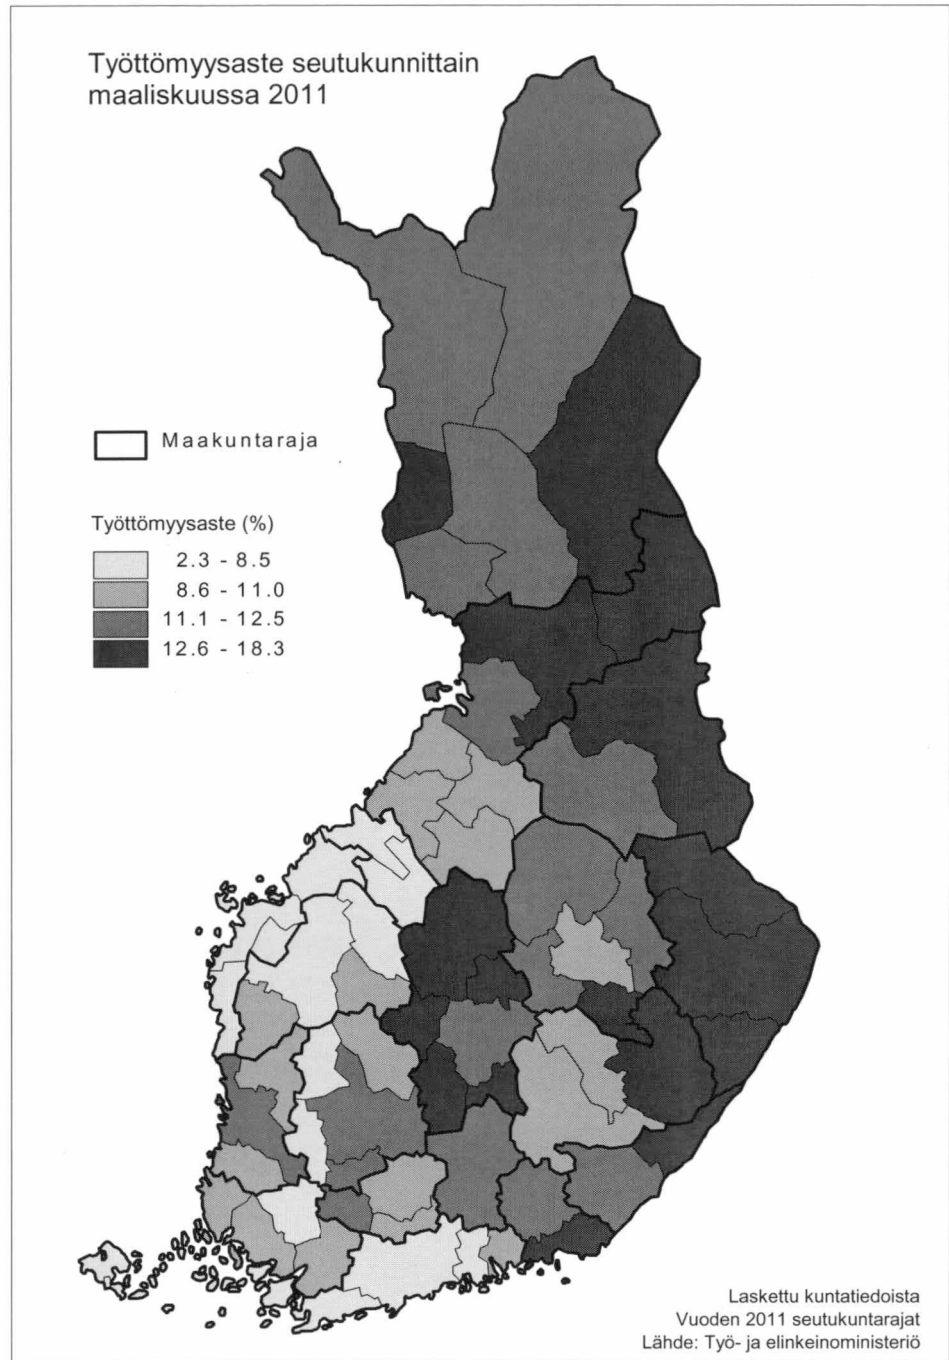 Työttömyysaste seutukunnittain
maaliskuussa 2011
Maakuntaraja
Työttömyysaste (%)
2.3 - 8.5
8.6 - 11.0
11.1 - 12.5
12.6 - 18.3
Laskettu kuntatiedoista
Vuoden 2011 seutukuntarajat
Lähde: Työ- ja elinkeinoministeriö